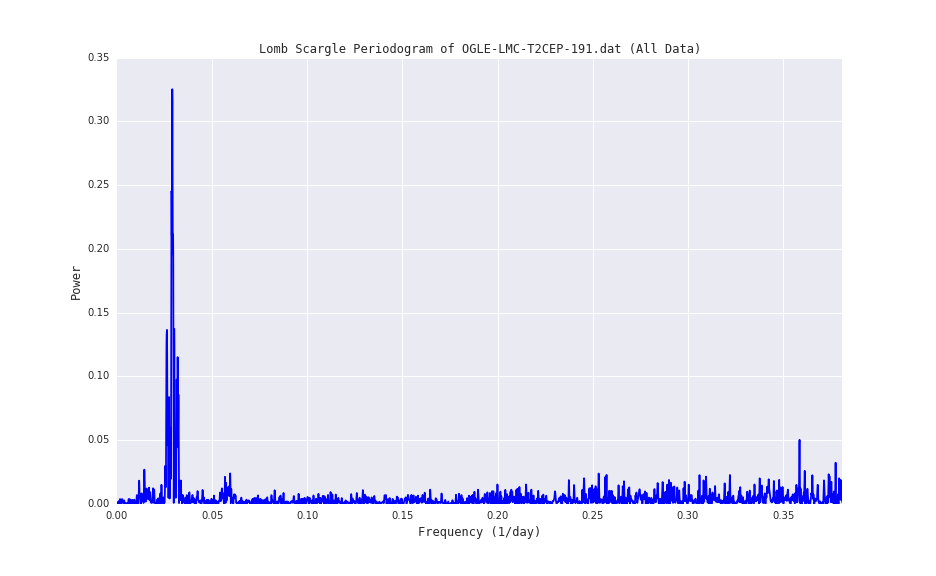 Lomb Scargle Periodogram of OGLE-LMC-T2CEP-191.dat (All Data)
0.35
0.30
0.25
0.20
0.15
0.10
0.05
0.00
Power
0.00 0.05 0.10 0.15 0.20 0.25 0.30 0.35
Frequency (1/day)